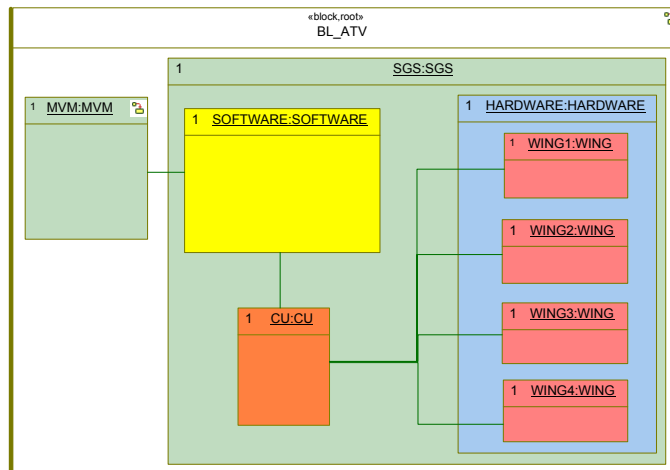 «block,root»
BL_ATV
1 SGS:SGS
1 MVM:MVM
1 SOFTWARE:SOFTWARE
1 HARDWARE:HARDWARE
1 WING1:WING
1 WING2:WING
1 CU:CU
1 WING3:WING
1 WING4:WING